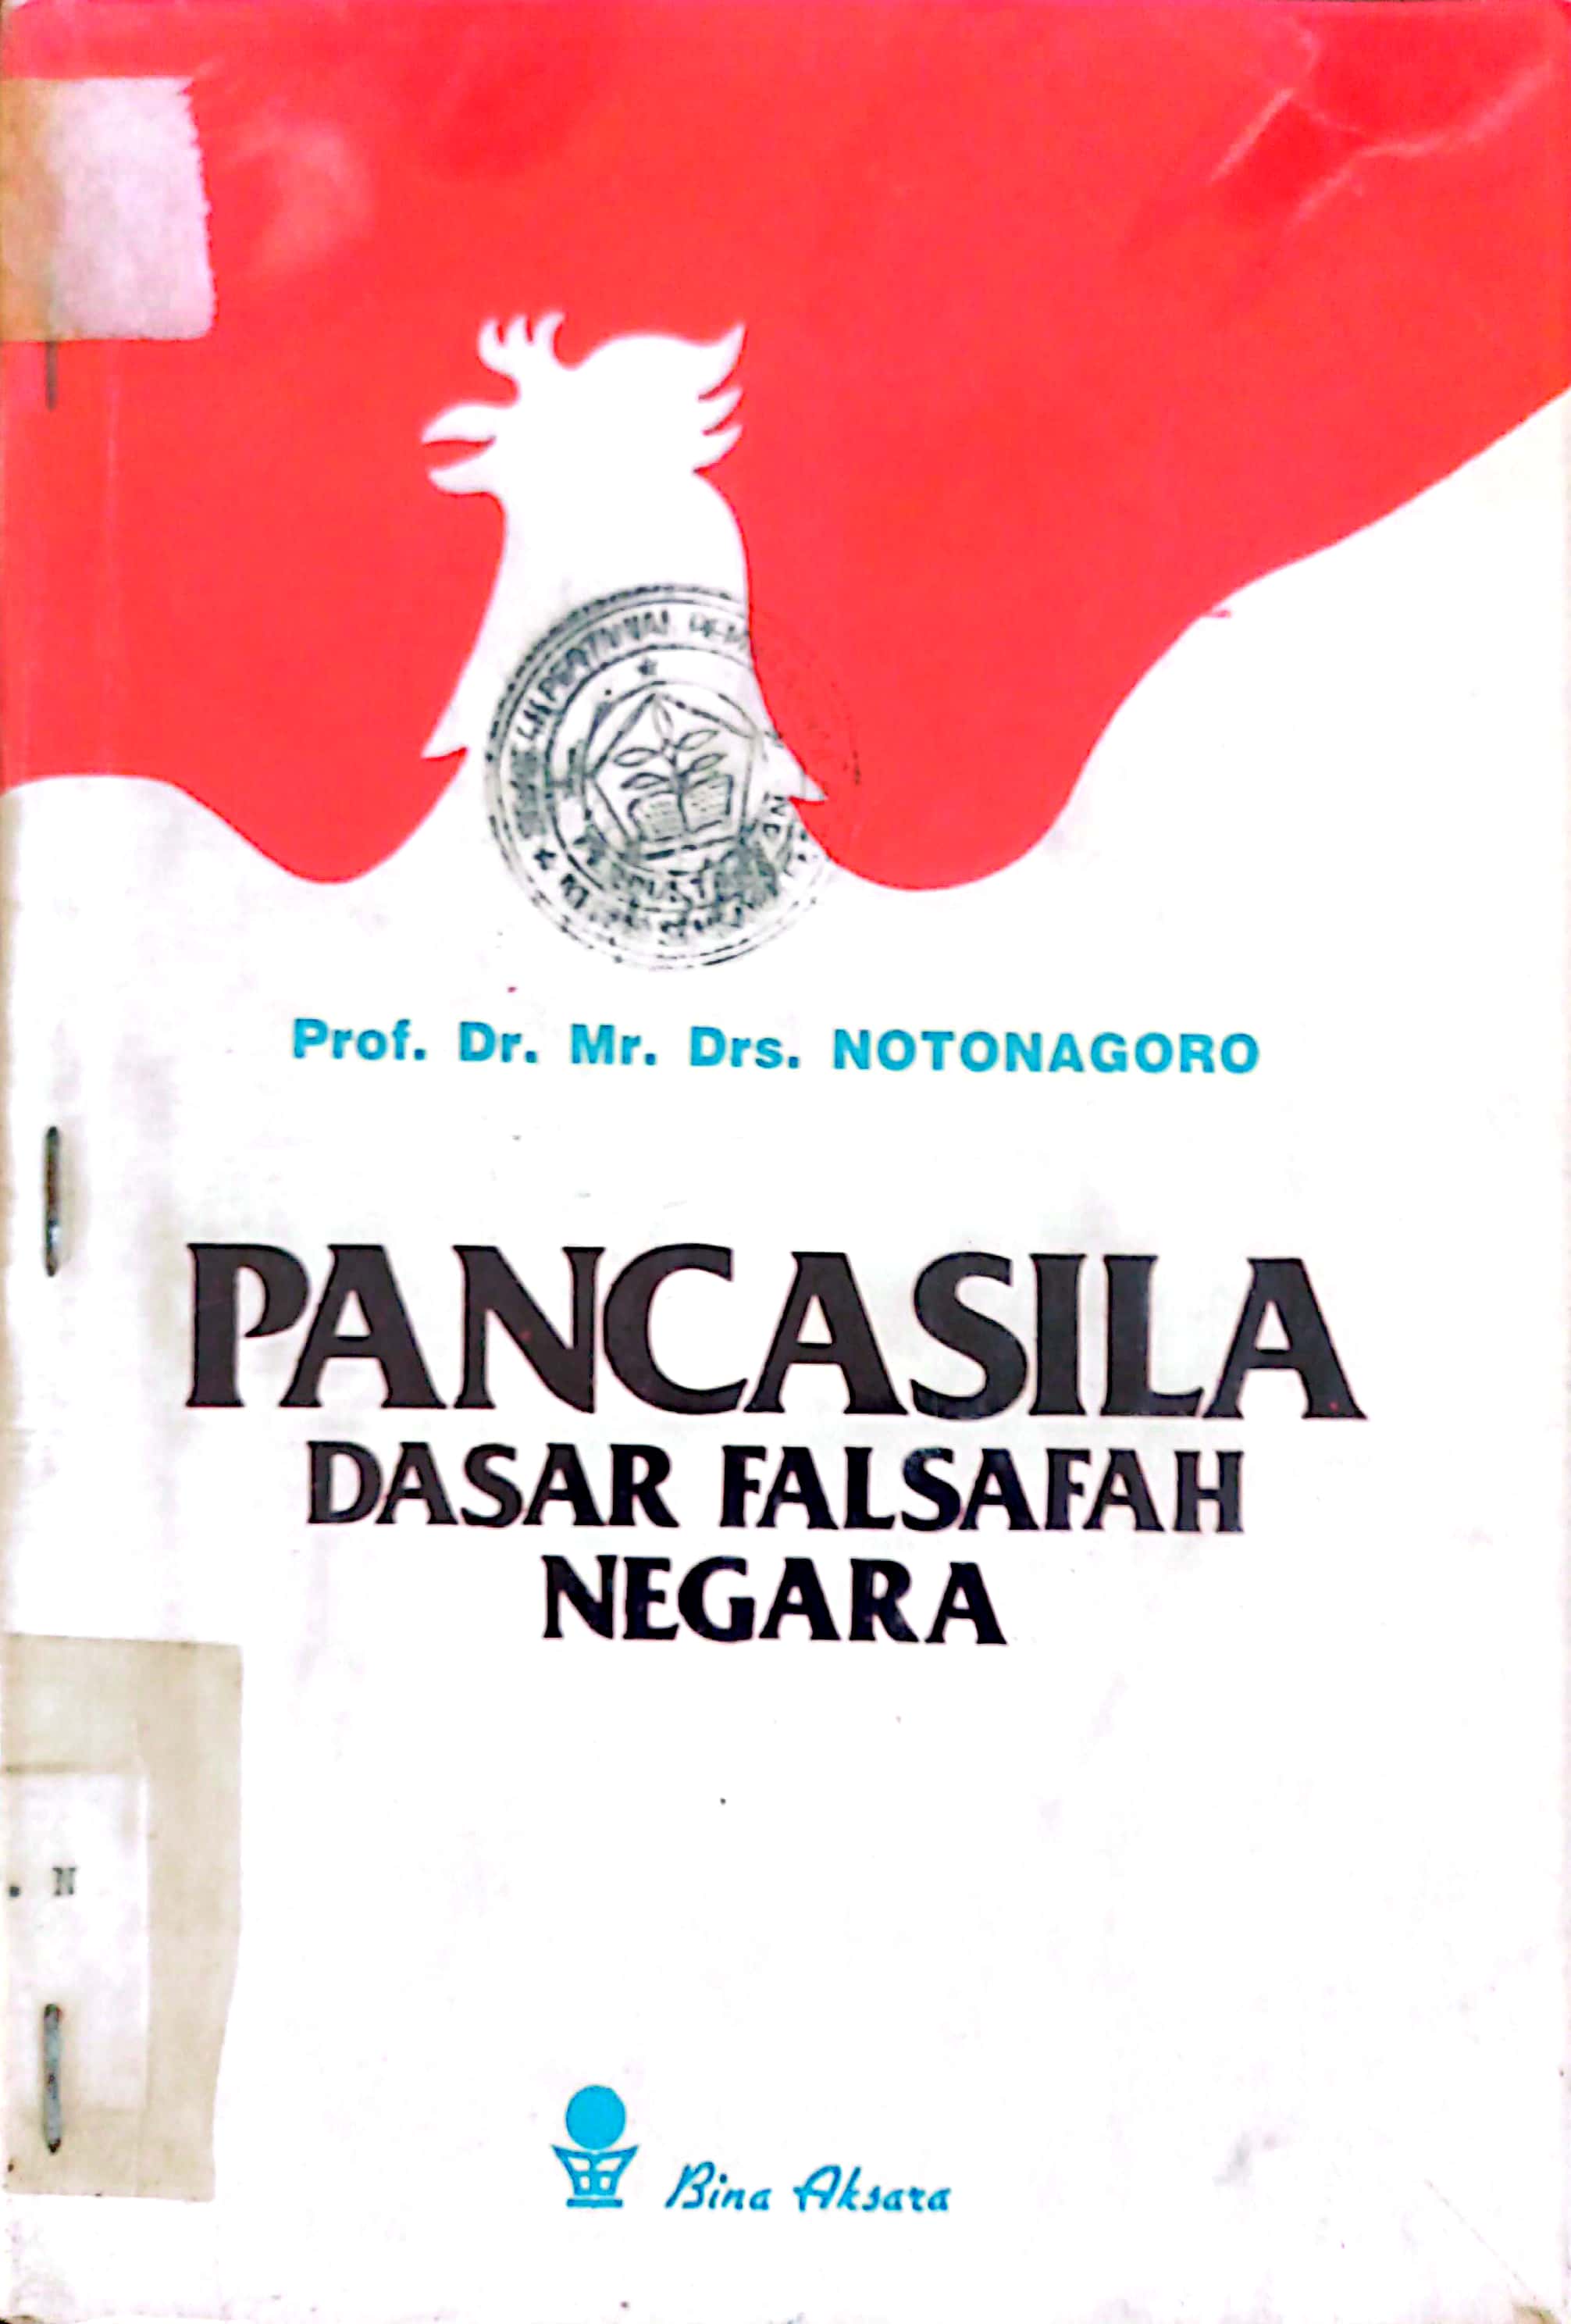 Prof. Dr. Mr. Drs. NOTONAGORO
PANCASILA
DASAR FALSAFAH
NEGARA
. N
Bina Aksara